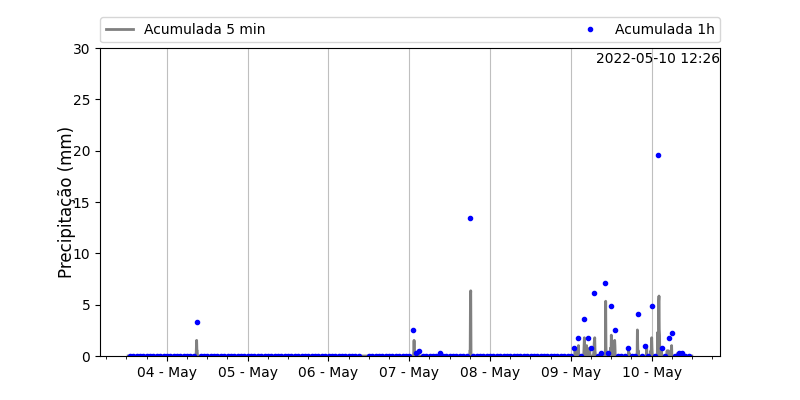 Acumulada 5 min
Acumulada 1h
2022-05-10 12:26
Precipitação (mm)
30
25
20
15
10
5
0
04 - May
05 - May
06 - May
07 - May
08 - May
09 - May
10 - May